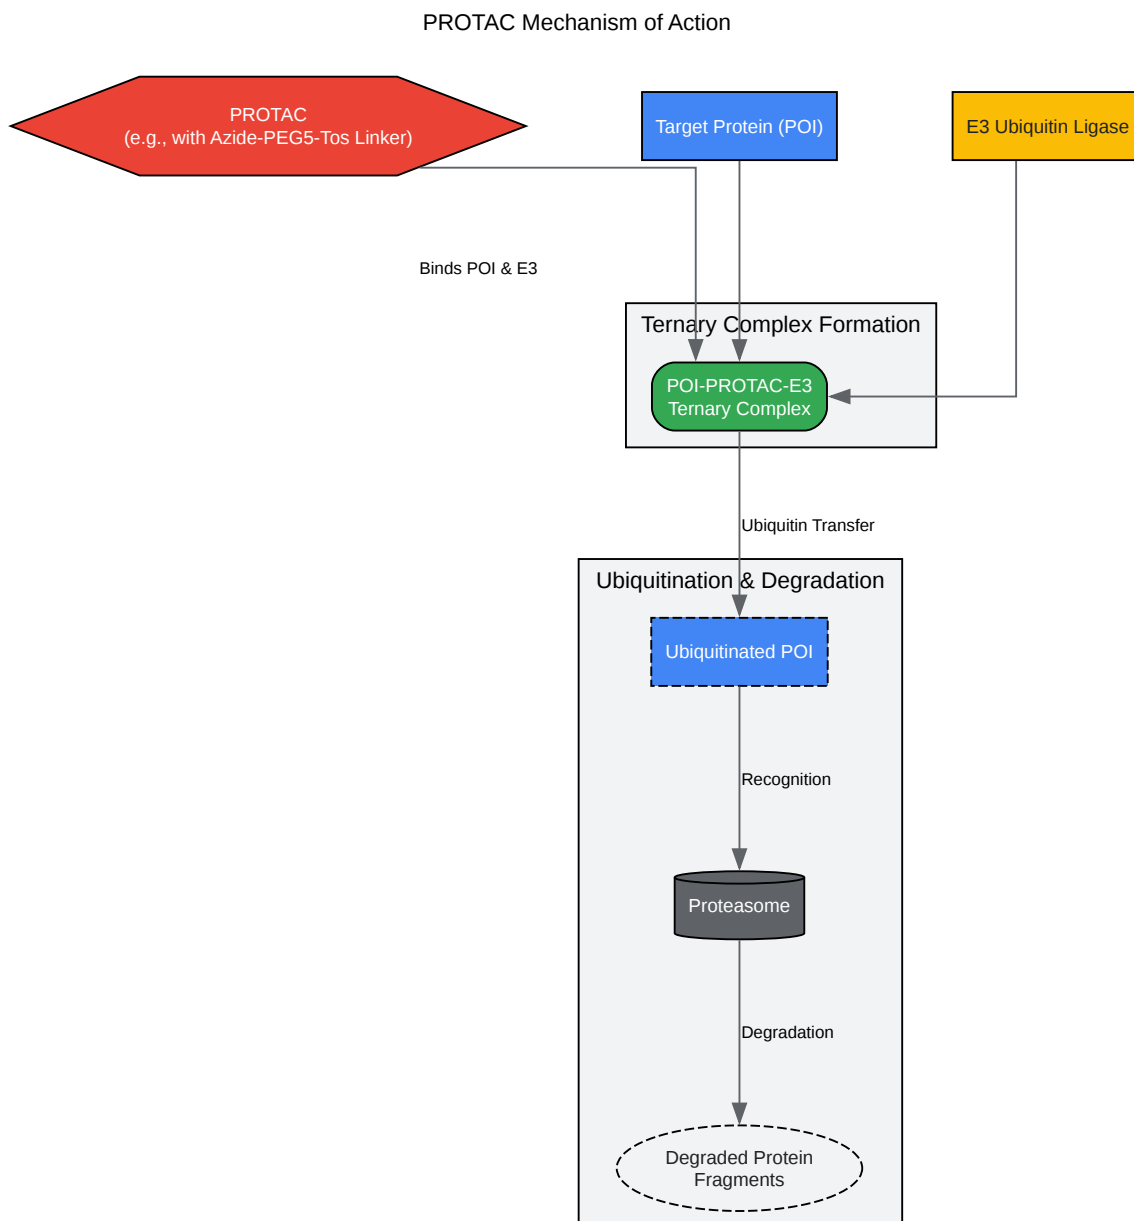 PROTAC Mechanism of Action
PROTAC
(e.g., with Azide-PEG5-Tos Linker)
Target Protein (POI)
E3 Ubiquitin Ligase
Binds POI & E3
Ternary Complex Formation
POI-PROTAC-E3
Ternary Complex
Ubiquitin Transfer
Ubiquitination & Degradation
Ubiquitinated POI
Recognition
Proteasome
Degradation
Degraded Protein
Fragments